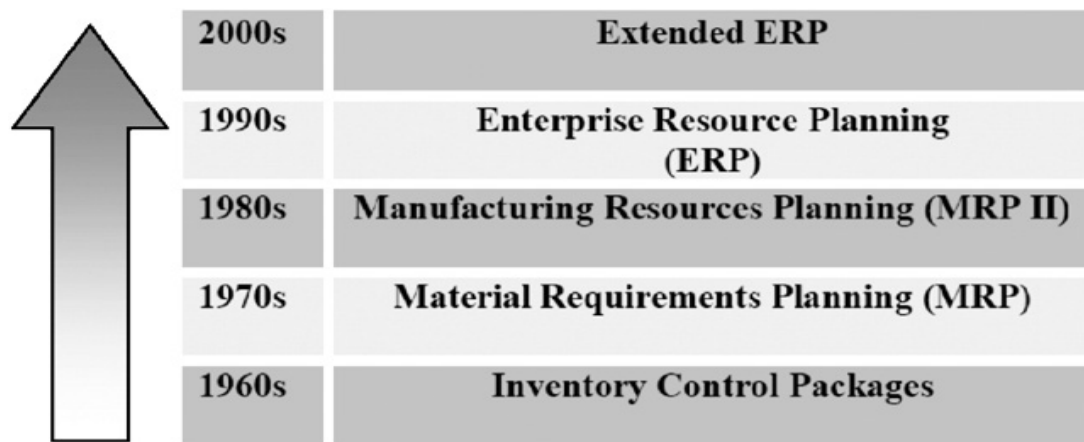 2000s Extended ERP
1990s Enterprise Resource Planning
(ERP)
1980s Manufacturing Resources Planning (MRP II)
1970s Material Requirements Planning (MRP)
1960s Inventory Control Packages